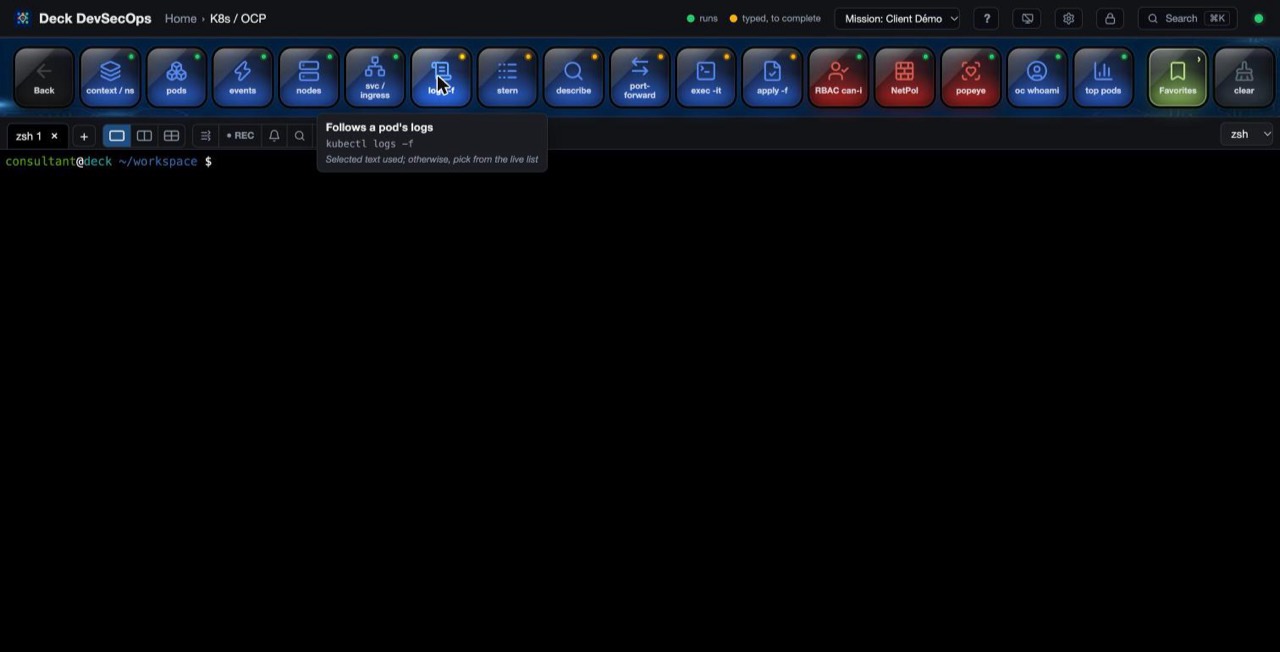 Deck DevSecOps Home › K8s / OCP runs typed, to complete Mission: Client Démo ? Search ⌘K
Back
context / ns
pods
events
nodes
svc /
ingress
stern
describe
port-
forward
exec -it
apply -f
RBAC can-i
NetPol
popeye
oc whoami
top pods
Favorites ›
clear
zsh 1 × + • REC zsh
Follows a pod's logs
kubectl logs -f
Selected text used; otherwise, pick from the live list
consultant@deck ~/workspace $